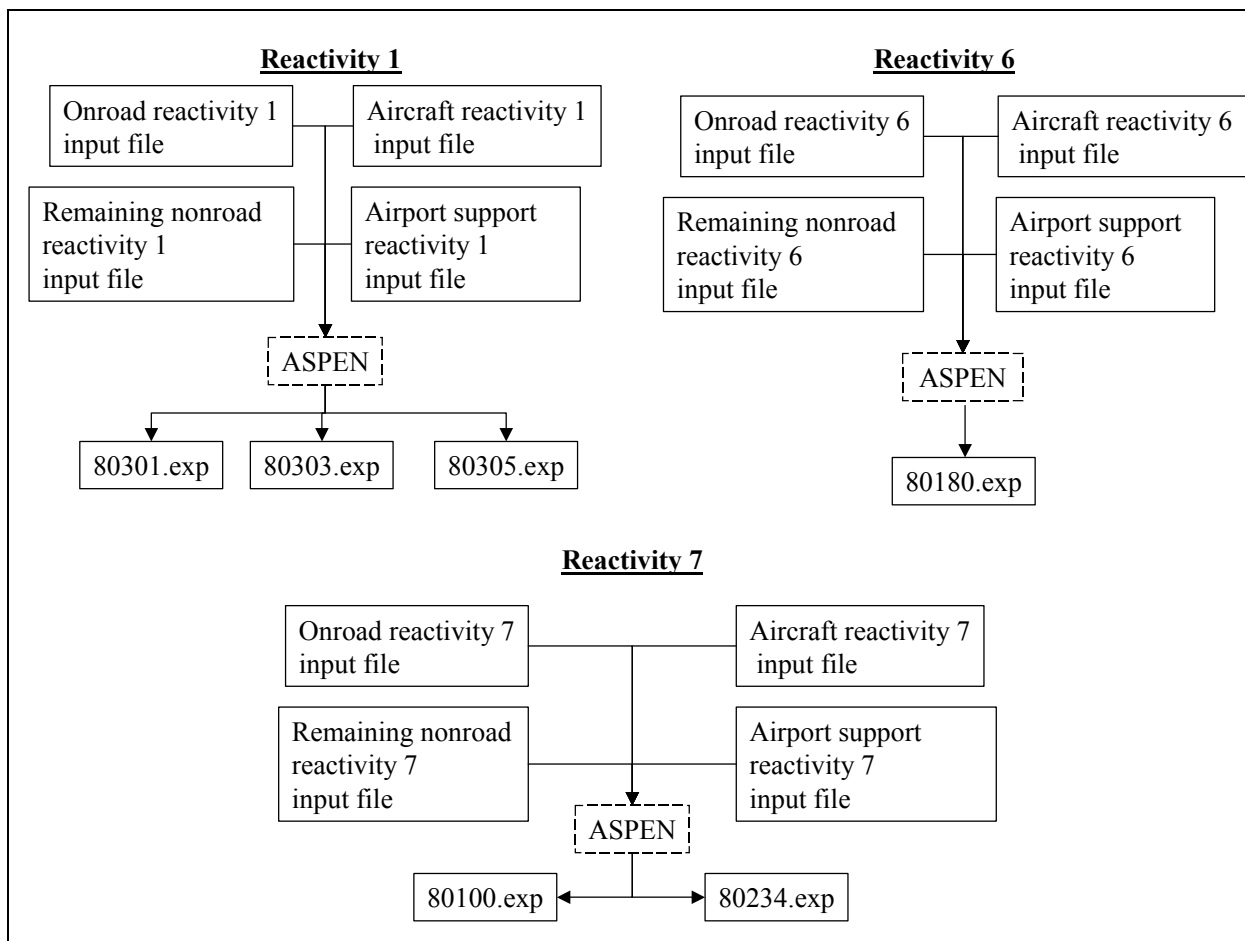 Reactivity 1
Onroad reactivity 1
input file
Aircraft reactivity 1
input file
Remaining nonroad
reactivity 1
input file
Airport support
reactivity 1
input file
ASPEN
80301.exp
80303.exp
80305.exp
Reactivity 6
Onroad reactivity 6
input file
Aircraft reactivity 6
input file
Remaining nonroad
reactivity 6
input file
Airport support
reactivity 6
input file
ASPEN
80180.exp
Reactivity 7
Onroad reactivity 7
input file
Aircraft reactivity 7
input file
Remaining nonroad
reactivity 7
input file
Airport support
reactivity 7
input file
ASPEN
80100.exp
80234.exp